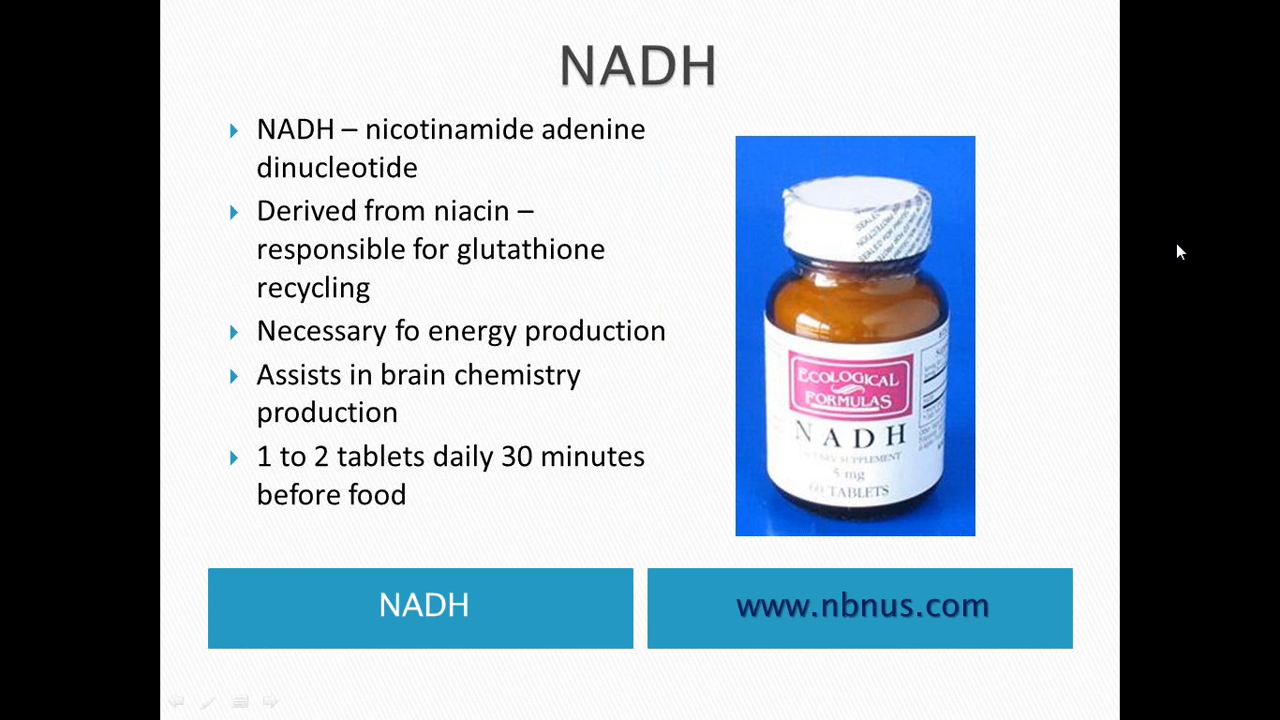 NADH
NADH – nicotinamide adenine
dinucleotide
Derived from niacin –
responsible for glutathione
recycling
Necessary fo energy production
Assists in brain chemistry
production
1 to 2 tablets daily 30 minutes
before food
ECOLOGICAL
FORMULAS
NADH
DIETARY SUPPLEMENT
5 mg
60 TABLETS
NADH
www.nbnus.com